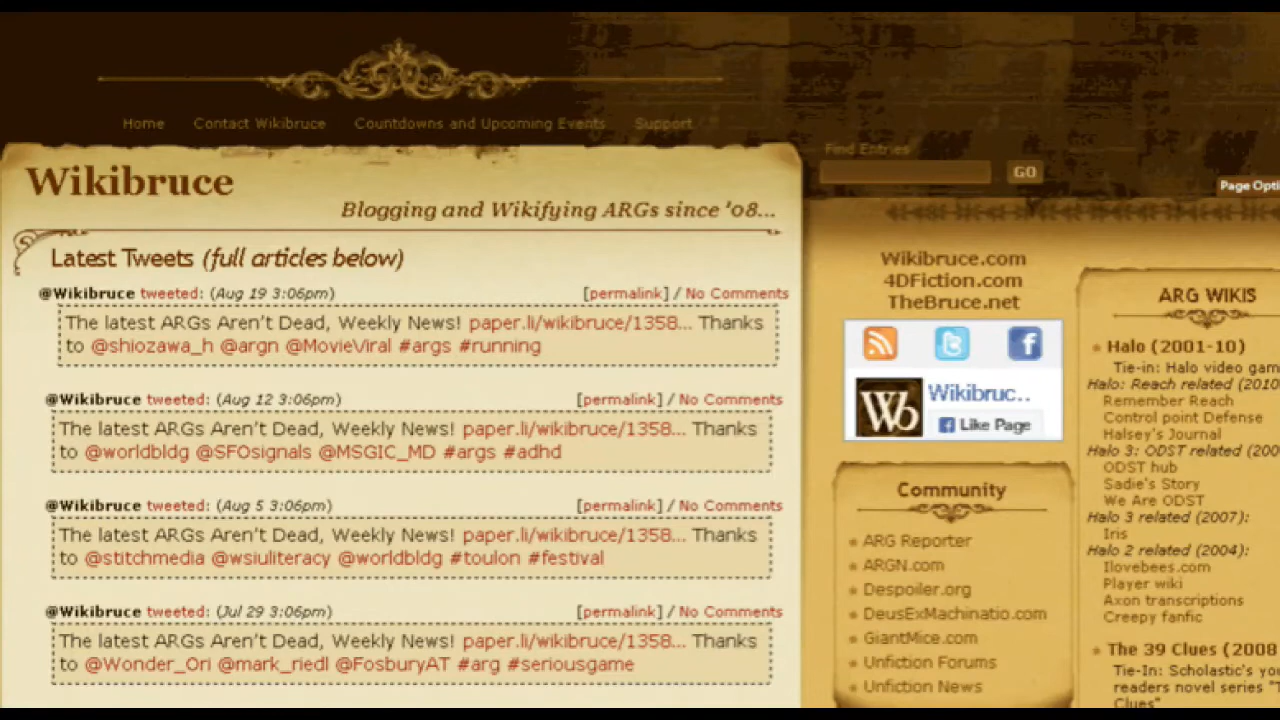 Home Contact Wikibruce Countdowns and Upcoming Events Support
Wikibruce
Blogging and Wikifying ARGs since '08...
Latest Tweets (full articles below)
@Wikibruce tweeted: (Aug 19 3:06pm) [permalink] / No Comments
The latest ARGs Aren't Dead, Weekly News! paper.li/wikibruce/1358... Thanks
to @shiozawa_h @argn @MovieViral #args #running
@Wikibruce tweeted: (Aug 12 3:06pm) [permalink] / No Comments
The latest ARGs Aren't Dead, Weekly News! paper.li/wikibruce/1358... Thanks
to @worldbldg @SFOsignals @MSGIC_MD #args #adhd
@Wikibruce tweeted: (Aug 5 3:06pm) [permalink] / No Comments
The latest ARGs Aren't Dead, Weekly News! paper.li/wikibruce/1358... Thanks
to @stitchmedia @wsiuliteracy @worldbldg #toulon #festival
@Wikibruce tweeted: (Jul 29 3:06pm) [permalink] / No Comments
The latest ARGs Aren't Dead, Weekly News! paper.li/wikibruce/1358... Thanks
to @Wonder_Ori @mark_riedl @FosburyAT #arg #seriousgame
Find Entries
GO
Page Opti
Wikibruce.com
4DFiction.com
TheBruce.net
Wb
Wikibruc..
Like Page
Community
ARG Reporter
ARGN.com
Despoiler.org
DeusExMachinatio.com
GiantMice.com
Unfiction Forums
Unfiction News
ARG WIKIS
Halo (2001-10)
Tie-in: Halo video gam
Halo: Reach related (2010
Remember Reach
Control point Defense
Halsey's Journal
Halo 3: ODST related (200
ODST hub
Sadie's Story
We Are ODST
Halo 3 related (2007):
Iris
Halo 2 related (2004):
Ilovebees.com
Player wiki
Axon transcriptions
Creepy fanfic
The 39 Clues (2008
Tie-In: Scholastic's yo
readers novel series "T
Clues"